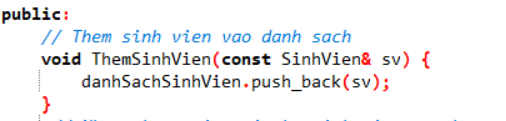 public:
    // Them sinh vien vao danh sach
    void ThemSinhVien(const SinhVien& sv) {
        danhSachSinhVien.push_back(sv);
    }